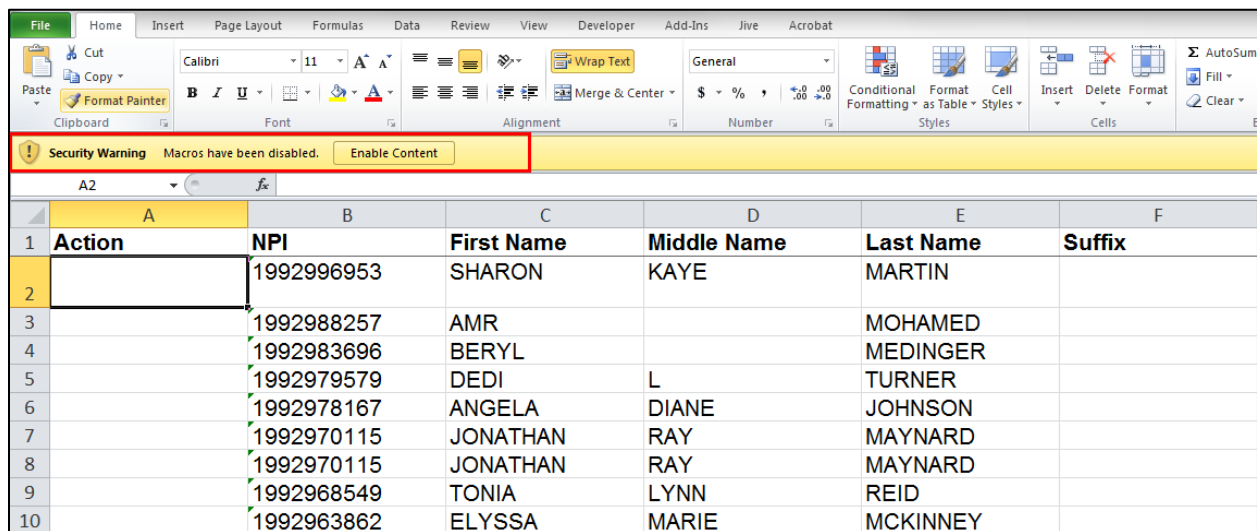 File Home Insert Page Layout Formulas Data Review View Developer Add-Ins Jive Acrobat
Cut Calibri 11 A A Wrap Text General Σ AutoSum
Copy Fill
Paste Format Painter B I U A Merge & Center $ % , .0 .00 .00 .0 Conditional Formatting Format as Table Cell Styles Insert Delete Format Clear
Clipboard Font Alignment Number Styles Cells
! Security Warning Macros have been disabled. Enable Content
A2 fx
A B C D E F
1 Action NPI First Name Middle Name Last Name Suffix
2 1992996953 SHARON KAYE MARTIN
3 1992988257 AMR MOHAMED
4 1992983696 BERYL MEDINGER
5 1992979579 DEDI L TURNER
6 1992978167 ANGELA DIANE JOHNSON
7 1992970115 JONATHAN RAY MAYNARD
8 1992970115 JONATHAN RAY MAYNARD
9 1992968549 TONIA LYNN REID
10 1992963862 ELYSSA MARIE MCKINNEY